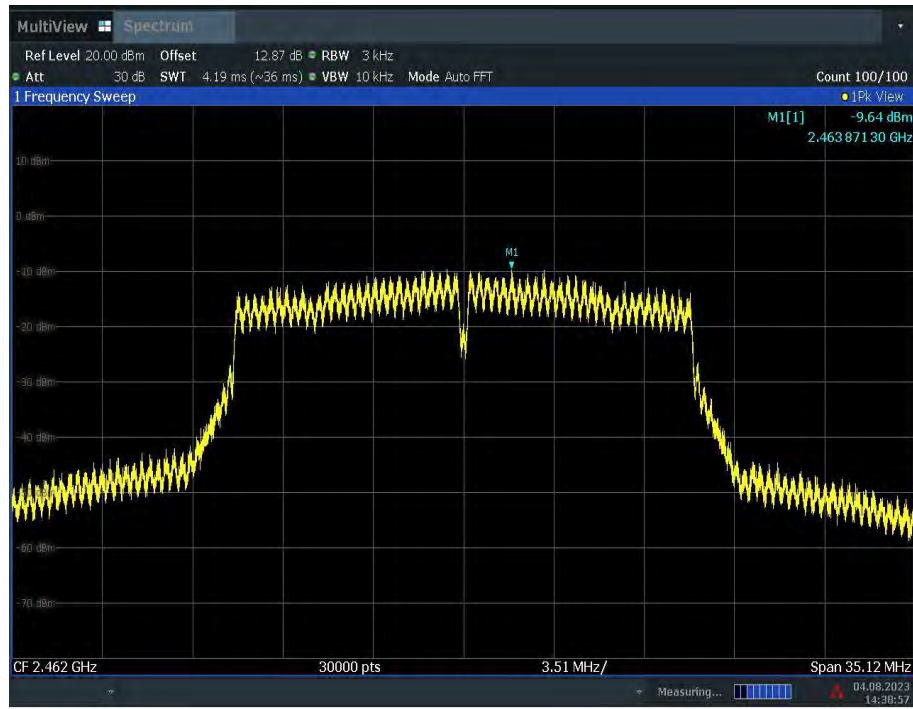 MultiView Spectrum
Ref Level 20.00 dBm Offset 12.87 dB RBW 3 kHz
Att 30 dB SWT 4.19 ms (~36 ms) VBW 10 kHz Mode Auto FFT Count 100/100
1 Frequency Sweep 1Pk View
M1[1] -9.64 dBm
2.463 871 30 GHz
10 dBm
0 dBm
M1
-10 dBm
-20 dBm
-30 dBm
-40 dBm
-60 dBm
-70 dBm
CF 2.462 GHz 30000 pts 3.51 MHz/ Span 35.12 MHz
Measuring... 04.08.2023
14:38:57